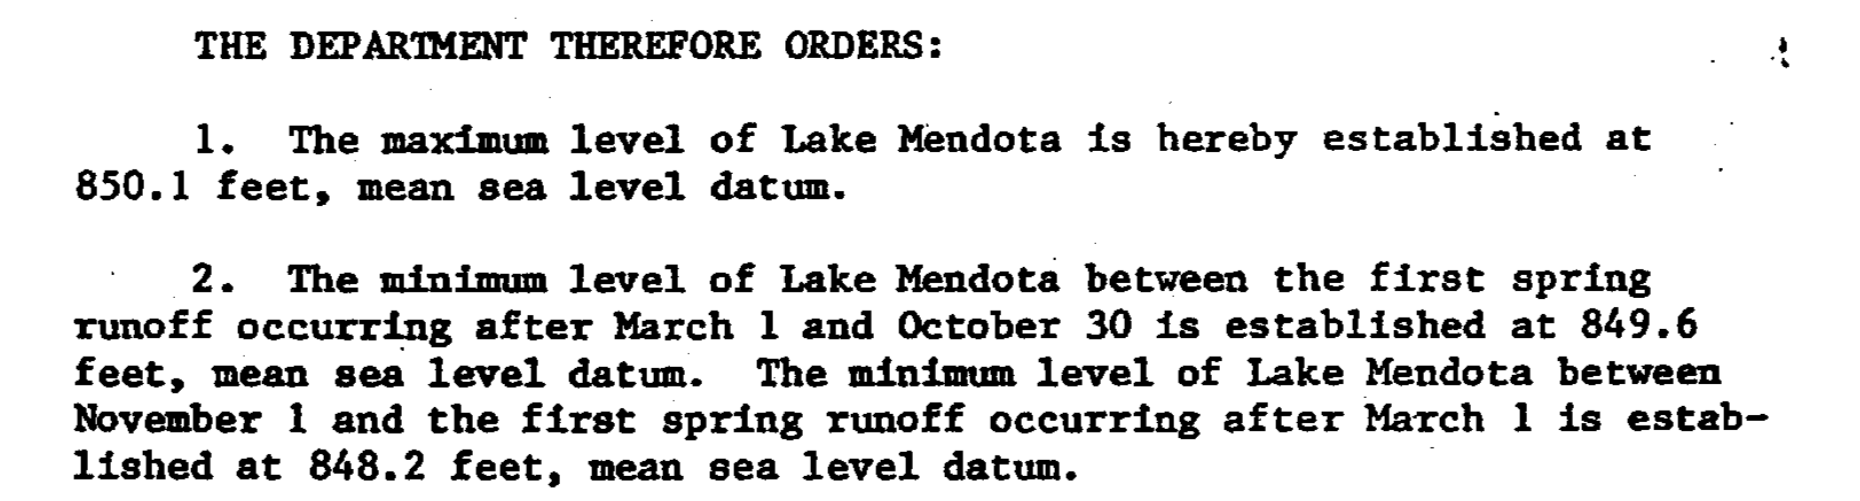 THE DEPARTMENT THEREFORE ORDERS:
1. The maximum level of Lake Mendota is hereby established at
850.1 feet, mean sea level datum.
2. The minimum level of Lake Mendota between the first spring
runoff occurring after March 1 and October 30 is established at 849.6
feet, mean sea level datum. The minimum level of Lake Mendota between
November 1 and the first spring runoff occurring after March 1 is estab-
lished at 848.2 feet, mean sea level datum.